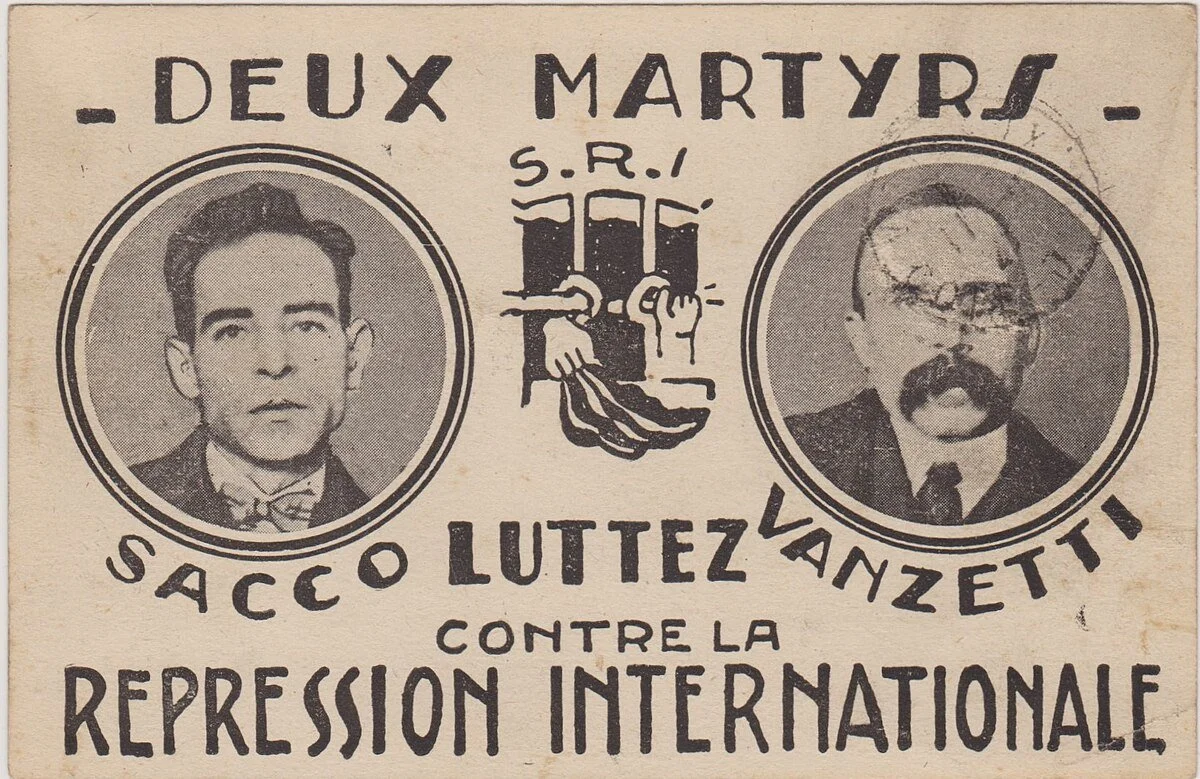 - DEUX MARTYRS -
S.R.I
SACCO
LUTTEZ
VANZETTI
CONTRE LA
REPRESSION INTERNATIONALE